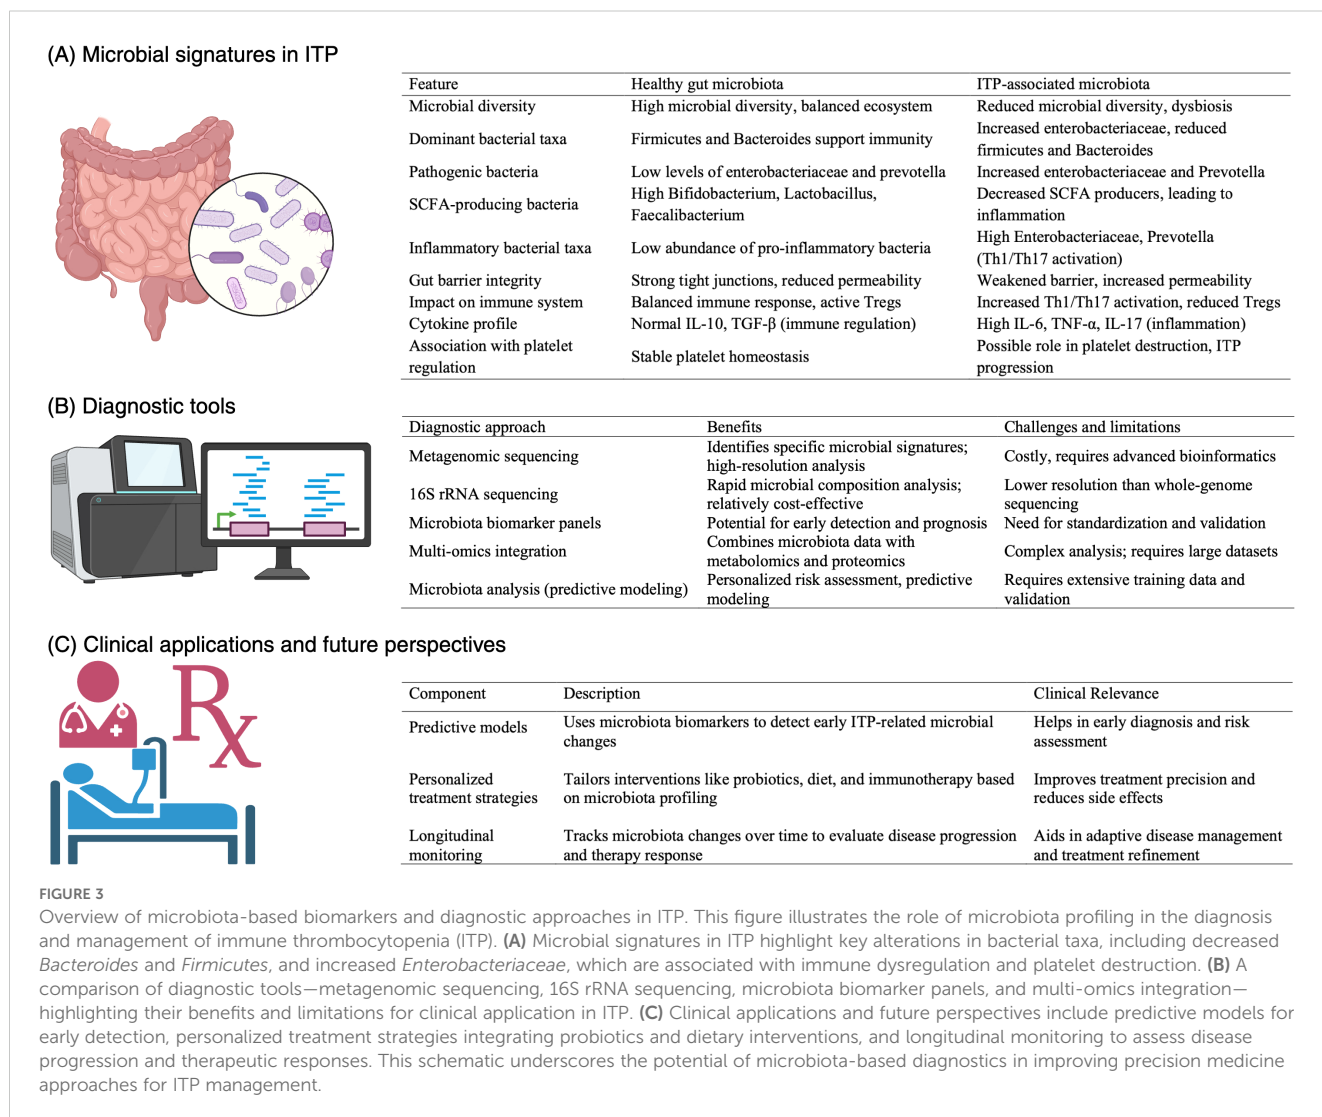 (A) Microbial signatures in ITP
Feature Healthy gut microbiota ITP-associated microbiota
Microbial diversity High microbial diversity, balanced ecosystem Reduced microbial diversity, dysbiosis
Dominant bacterial taxa Firmicutes and Bacteroides support immunity Increased enterobacteriaceae, reduced
firmicutes and Bacteroides
Pathogenic bacteria Low levels of enterobacteriaceae and prevotella Increased enterobacteriaceae and Prevotella
SCFA-producing bacteria High Bifidobacterium, Lactobacillus, Decreased SCFA producers, leading to
Faecalibacterium inflammation
Inflammatory bacterial taxa Low abundance of pro-inflammatory bacteria High Enterobacteriaceae, Prevotella
(Th1/Th17 activation)
Gut barrier integrity Strong tight junctions, reduced permeability Weakened barrier, increased permeability
Impact on immune system Balanced immune response, active Tregs Increased Th1/Th17 activation, reduced Tregs
Cytokine profile Normal IL-10, TGF-β (immune regulation) High IL-6, TNF-α, IL-17 (inflammation)
Association with platelet Stable platelet homeostasis Possible role in platelet destruction, ITP
regulation progression
(B) Diagnostic tools
Diagnostic approach Benefits Challenges and limitations
Metagenomic sequencing Identifies specific microbial signatures; Costly, requires advanced bioinformatics
high-resolution analysis
16S rRNA sequencing Rapid microbial composition analysis; Lower resolution than whole-genome
relatively cost-effective sequencing
Microbiota biomarker panels Potential for early detection and prognosis Need for standardization and validation
Multi-omics integration Combines microbiota data with Complex analysis; requires large datasets
metabolomics and proteomics
Microbiota analysis (predictive modeling) Personalized risk assessment, predictive Requires extensive training data and
modeling validation
(C) Clinical applications and future perspectives
Rx
Component Description Clinical Relevance
Predictive models Uses microbiota biomarkers to detect early ITP-related microbial Helps in early diagnosis and risk
changes assessment
Personalized Tailors interventions like probiotics, diet, and immunotherapy based Improves treatment precision and
treatment strategies on microbiota profiling reduces side effects
Longitudinal Tracks microbiota changes over time to evaluate disease progression Aids in adaptive disease management
monitoring and therapy response and treatment refinement
FIGURE 3
Overview of microbiota-based biomarkers and diagnostic approaches in ITP. This figure illustrates the role of microbiota profiling in the diagnosis
and management of immune thrombocytopenia (ITP). (A) Microbial signatures in ITP highlight key alterations in bacterial taxa, including decreased
Bacteroides and Firmicutes, and increased Enterobacteriaceae, which are associated with immune dysregulation and platelet destruction. (B) A
comparison of diagnostic tools—metagenomic sequencing, 16S rRNA sequencing, microbiota biomarker panels, and multi-omics integration—
highlighting their benefits and limitations for clinical application in ITP. (C) Clinical applications and future perspectives include predictive models for
early detection, personalized treatment strategies integrating probiotics and dietary interventions, and longitudinal monitoring to assess disease
progression and therapeutic responses. This schematic underscores the potential of microbiota-based diagnostics in improving precision medicine
approaches for ITP management.